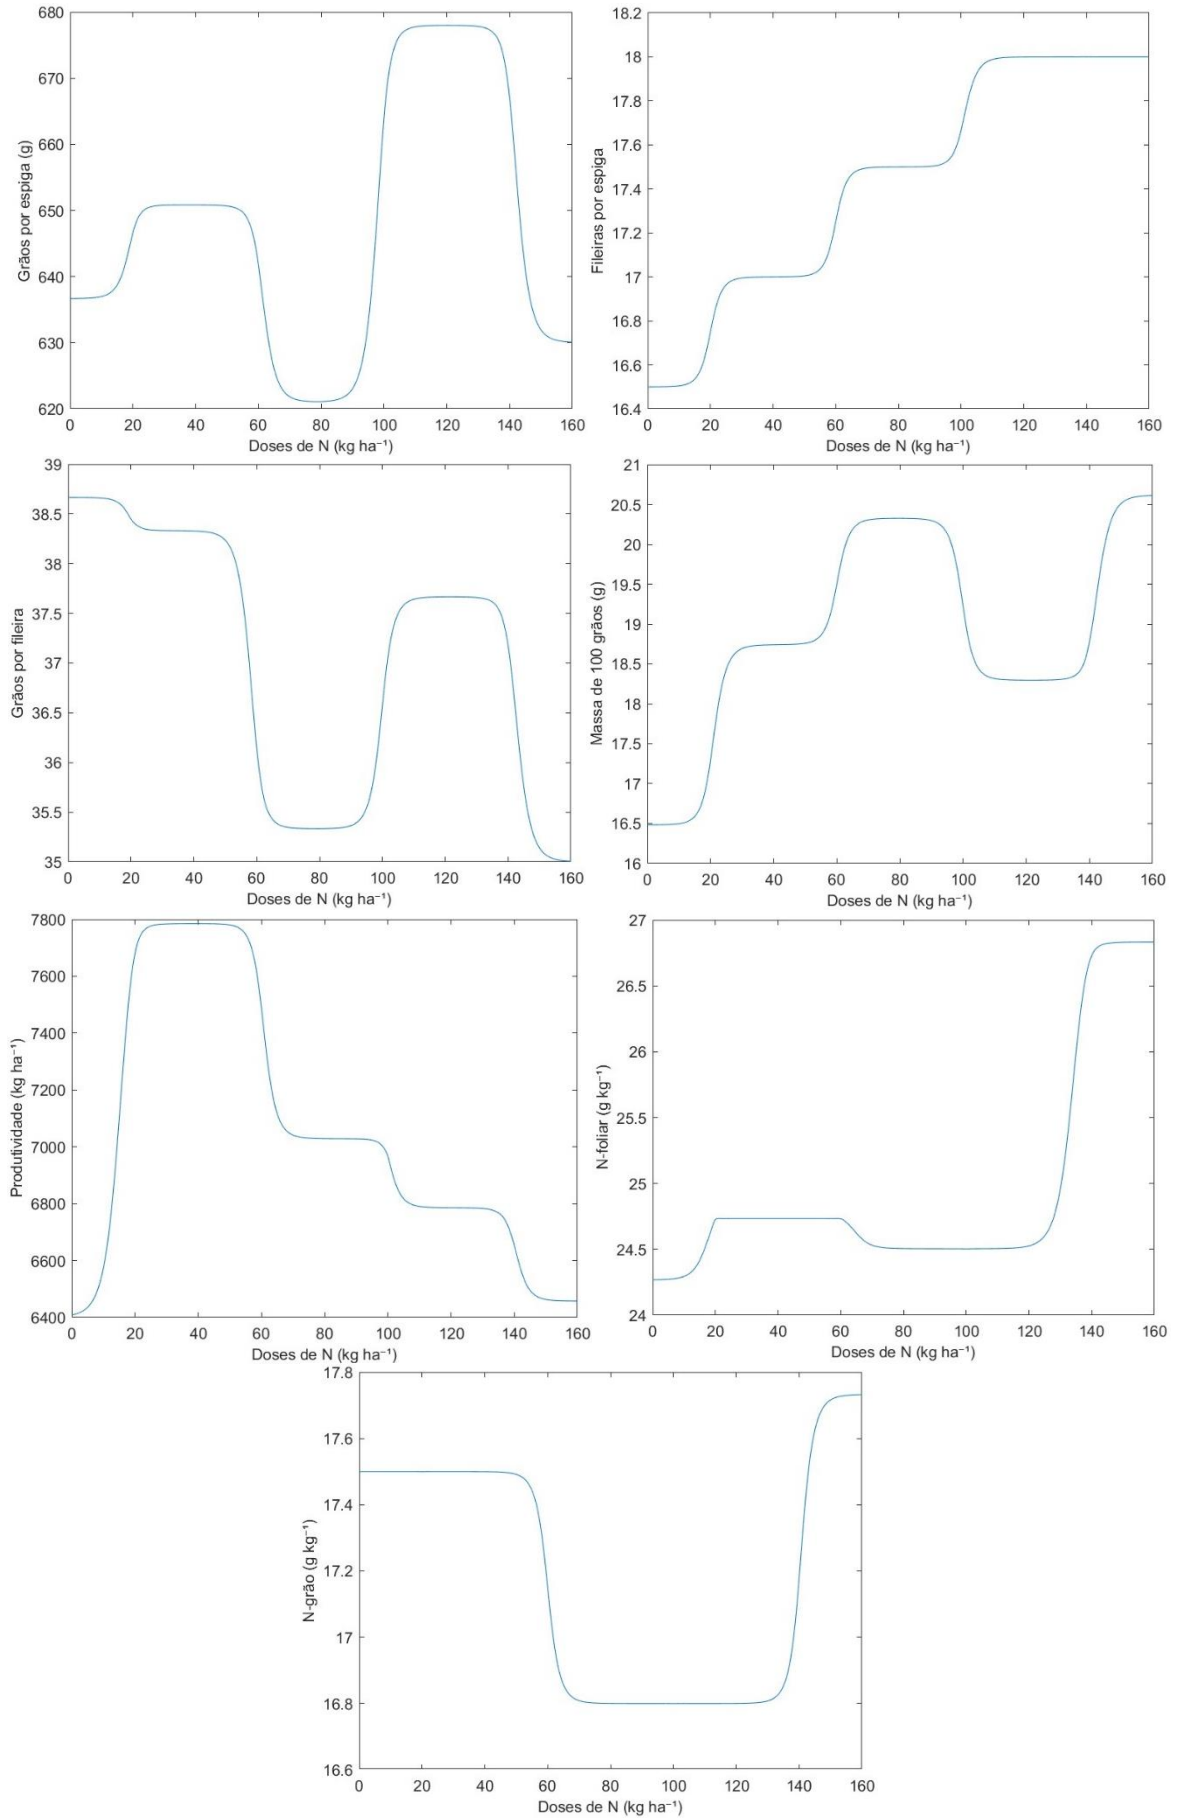 680
670
660
650
640
630
620
Grãos por espiga (g)
0 20 40 60 80 100 120 140 160
Doses de N (kg ha⁻¹)
18.2
18
17.8
17.6
17.4
17.2
17
16.8
16.6
16.4
Fileiras por espiga
0 20 40 60 80 100 120 140 160
Doses de N (kg ha⁻¹)
39
38.5
38
37.5
37
36.5
36
35.5
35
Grãos por fileira
0 20 40 60 80 100 120 140 160
Doses de N (kg ha⁻¹)
21
20.5
20
19.5
19
18.5
18
17.5
17
16.5
16
Massa de 100 grãos (g)
0 20 40 60 80 100 120 140 160
Doses de N (kg ha⁻¹)
7800
7600
7400
7200
7000
6800
6600
6400
Produtividade (kg ha⁻¹)
0 20 40 60 80 100 120 140 160
Doses de N (kg ha⁻¹)
27
26.5
26
25.5
25
24.5
24
N-foliar (g kg⁻¹)
0 20 40 60 80 100 120 140 160
Doses de N (kg ha⁻¹)
17.8
17.6
17.4
17.2
17
16.8
16.6
N-grão (g kg⁻¹)
0 20 40 60 80 100 120 140 160
Doses de N (kg ha⁻¹)